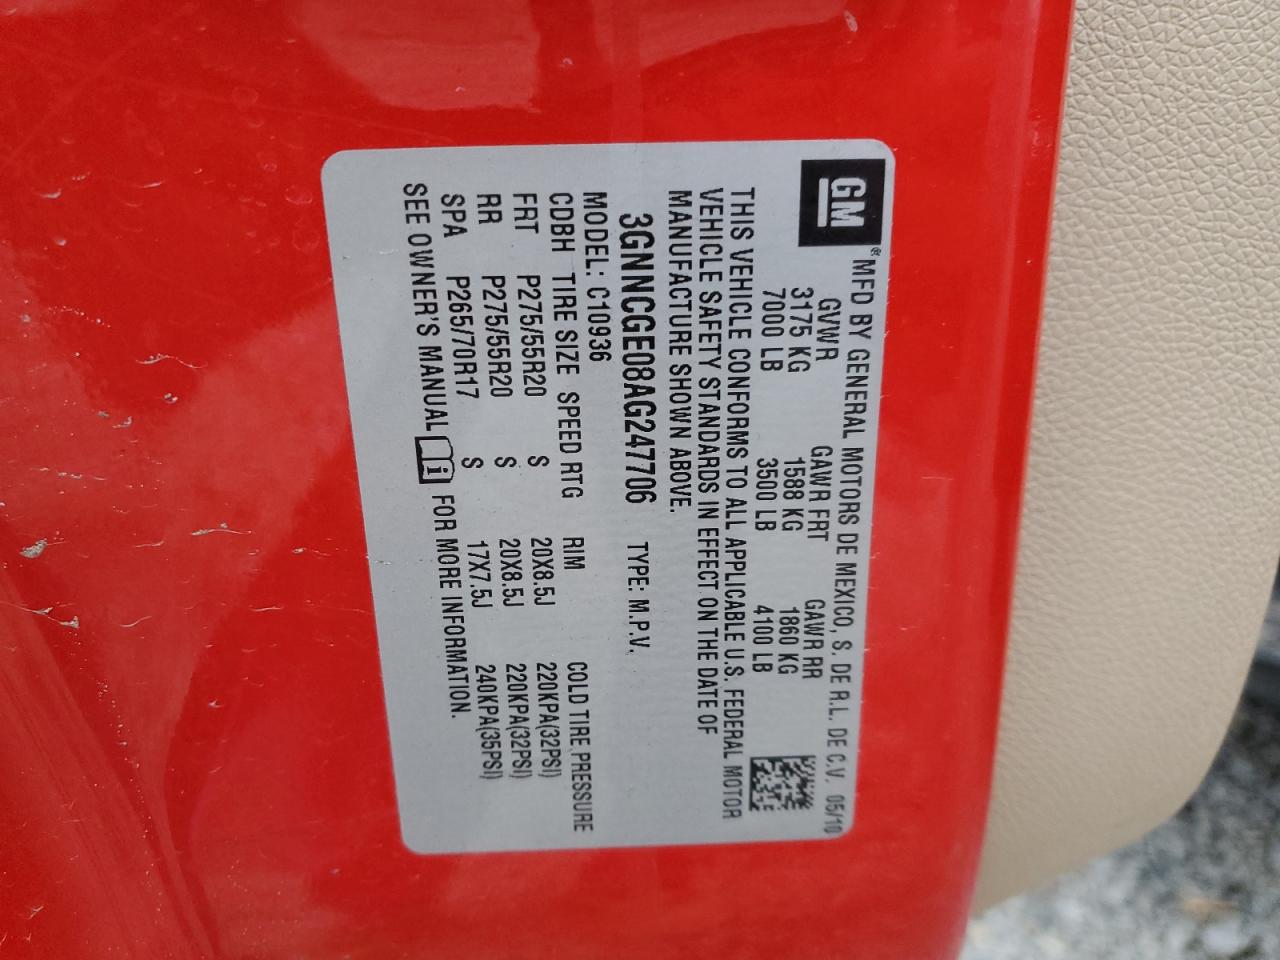 GM
® MFD BY GENERAL MOTORS DE MEXICO, S. DE R.L. DE C.V. 05/10
GVWR GAWR FRT GAWR RR
3175 KG 1588 KG 1860 KG
7000 LB 3500 LB 4100 LB
THIS VEHICLE CONFORMS TO ALL APPLICABLE U.S. FEDERAL MOTOR
VEHICLE SAFETY STANDARDS IN EFFECT ON THE DATE OF
MANUFACTURE SHOWN ABOVE.
3GNNCGE08AG247706 TYPE: M.P.V.
MODEL: C10936
CDBH TIRE SIZE SPEED RTG RIM COLD TIRE PRESSURE
FRT P275/55R20 S 20X8.5J 220KPA(32PSI)
RR P275/55R20 S 20X8.5J 220KPA(32PSI)
SPA P265/70R17 S 17X7.5J 240KPA(35PSI)
SEE OWNER'S MANUAL FOR MORE INFORMATION.